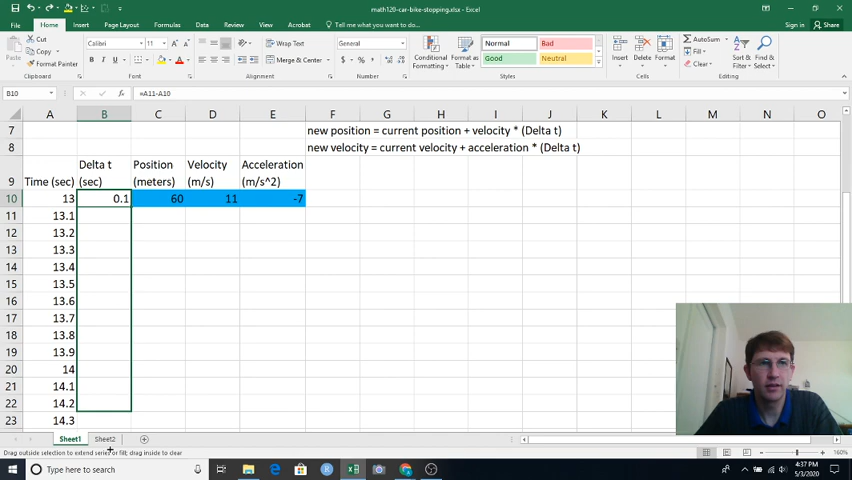 math120-car-bike-stopping.xlsx - Excel
File Home Insert Page Layout Formulas Data Review View Acrobat Tell me what you want to do... Sign in Share
Cut Copy Format Painter Paste Clipboard
Calibri 11 B I U Font
Wrap Text Merge & Center Alignment
General $ % Number
Conditional Formatting Format as Table Normal Bad Good Neutral Styles
Insert Delete Format Cells
AutoSum Fill Clear Sort & Filter Find & Select Editing
B10 =A11-A10
A B C D E F G H I J K L M N O
7 new position = current position + velocity * (Delta t)
8 new velocity = current velocity + acceleration * (Delta t)
Delta t Position Velocity Acceleration
9 Time (sec) (sec) (meters) (m/s) (m/s^2)
10 13 0.1 60 11 -7
11 13.1
12 13.2
13 13.3
14 13.4
15 13.5
16 13.6
17 13.7
18 13.8
19 13.9
20 14
21 14.1
22 14.2
23 14.3
Sheet1 Sheet2
Drag outside selection to extend series or fill; drag inside to clear 160%
Type here to search 4:37 PM
5/3/2020